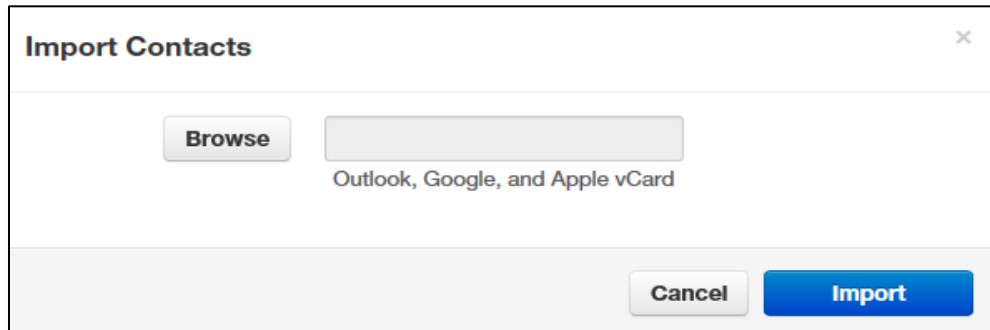 Import Contacts ×
Browse
Outlook, Google, and Apple vCard
Cancel Import